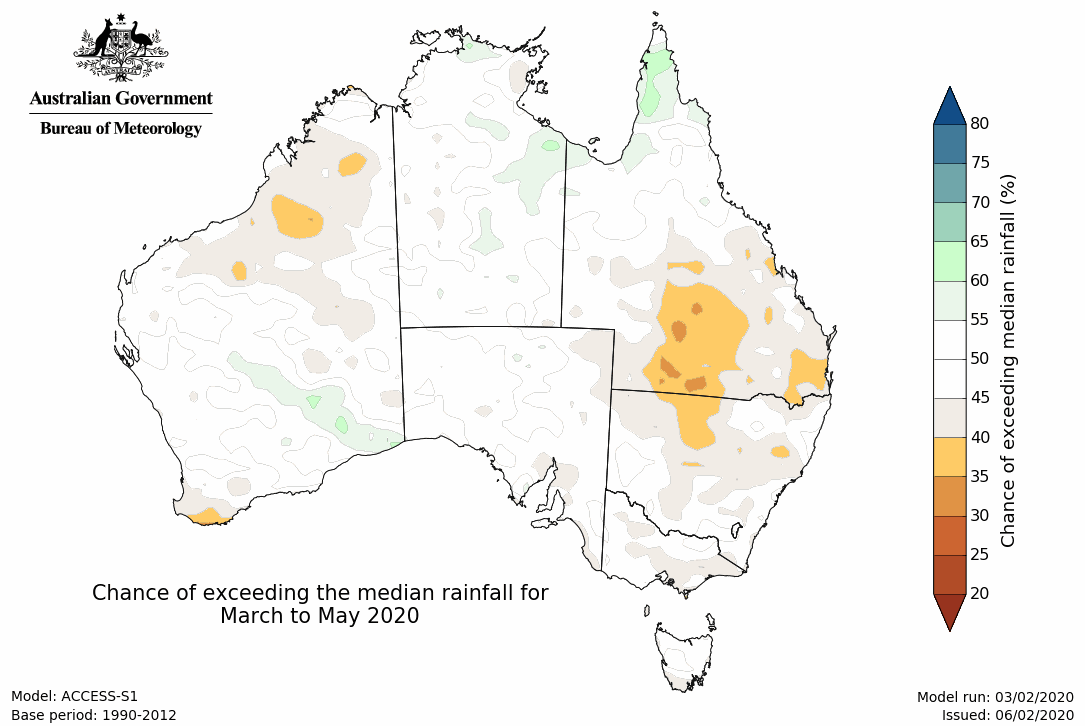 Australian Government
Bureau of Meteorology
80
75
70
65
60
55
50
45
40
35
30
25
20
Chance of exceeding median rainfall (%)
Chance of exceeding the median rainfall for
March to May 2020
Model: ACCESS-S1
Base period: 1990-2012
Model run: 03/02/2020
Issued: 06/02/2020